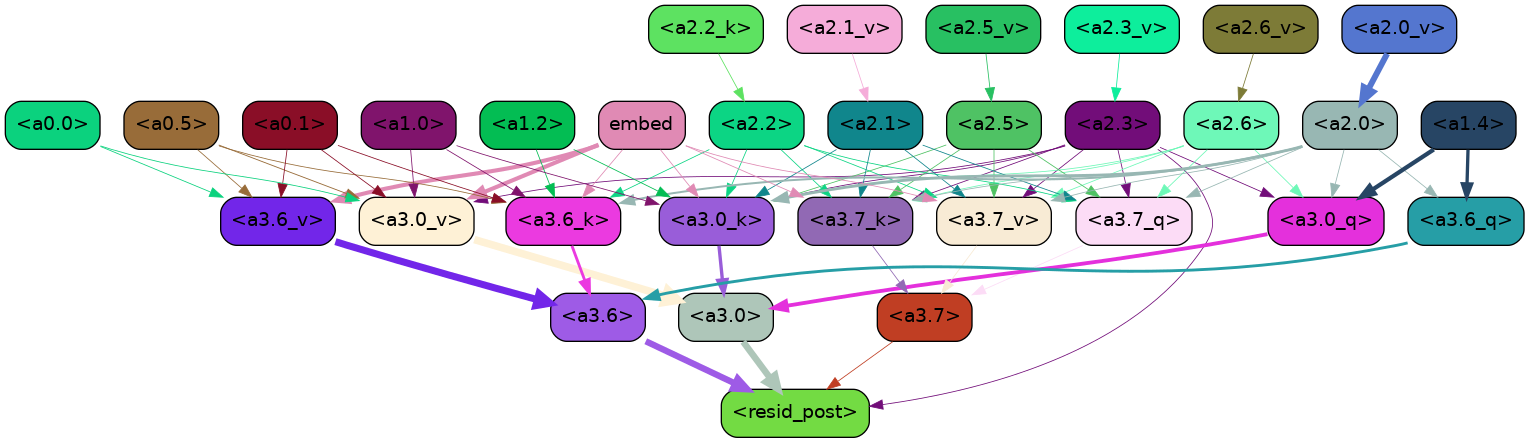 <a2.2_k> <a2.1_v> <a2.5_v> <a2.3_v> <a2.6_v> <a2.0_v>
<a0.0> <a0.5> <a0.1> <a1.0> <a1.2> embed <a2.2> <a2.1> <a2.5> <a2.3> <a2.6> <a2.0> <a1.4>
<a3.6_v> <a3.0_v> <a3.6_k> <a3.0_k> <a3.7_k> <a3.7_v> <a3.7_q> <a3.0_q> <a3.6_q>
<a3.6> <a3.0> <a3.7>
<resid_post>